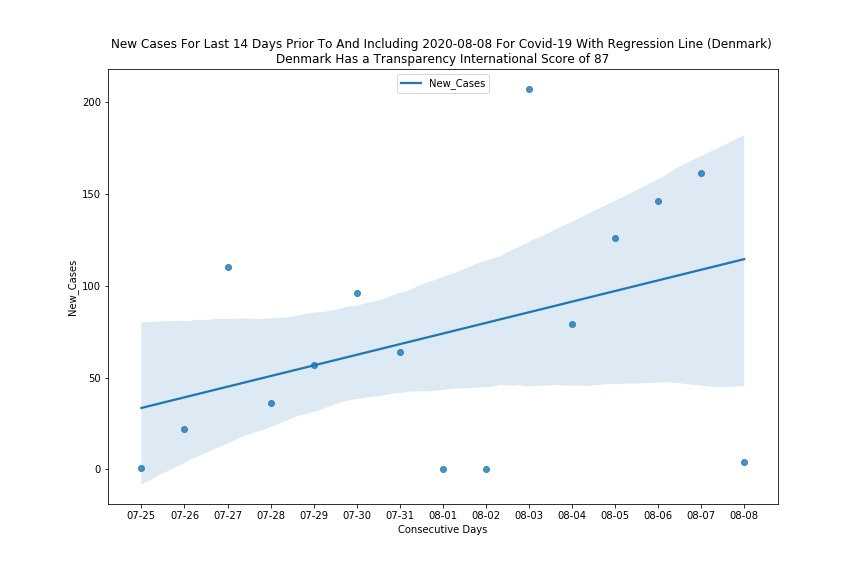 New Cases For Last 14 Days Prior To And Including 2020-08-08 For Covid-19 With Regression Line (Denmark)
Denmark Has a Transparency International Score of 87
New_Cases
200
150
100
50
0
New_Cases
07-25 07-26 07-27 07-28 07-29 07-30 07-31 08-01 08-02 08-03 08-04 08-05 08-06 08-07 08-08
Consecutive Days